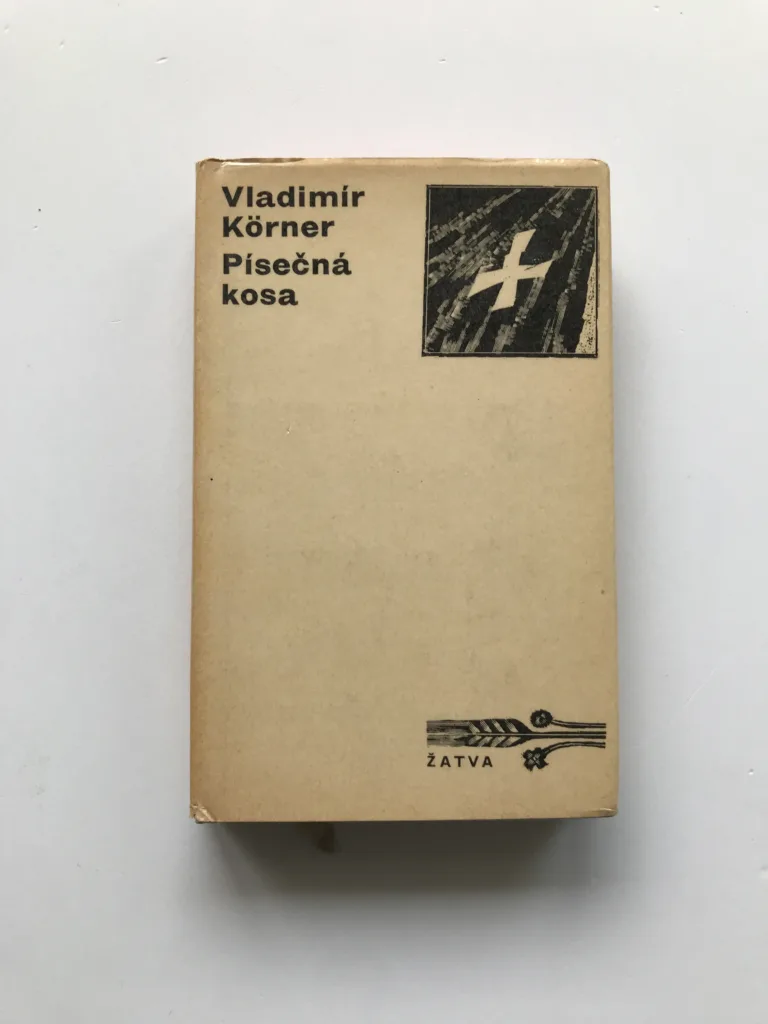 Vladimír
Körner
Písečná
kosa
ŽATVA